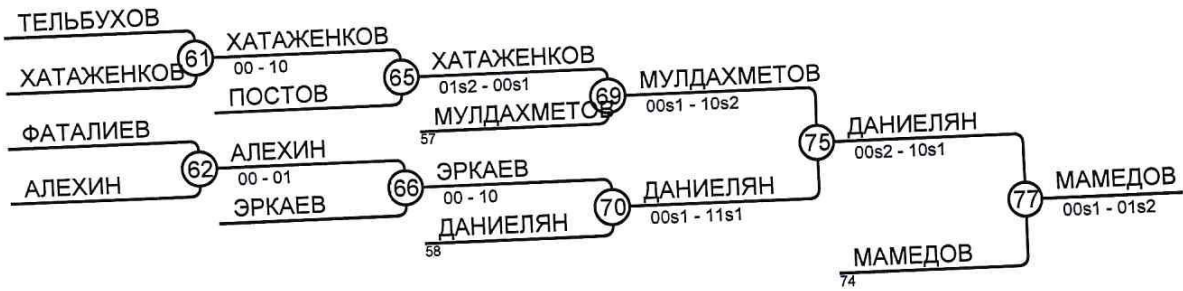 ТЕЛЬБУХОВ
61
ХАТАЖЕНКОВ
ХАТАЖЕНКОВ
00 - 10
65
ПОСТОВ
ХАТАЖЕНКОВ
01s2 - 00s1
69
МУЛДАХМЕТОВ
57
МУЛДАХМЕТОВ
00s1 - 10s2
ФАТАЛИЕВ
62
АЛЕХИН
АЛЕХИН
00 - 01
66
ЭРКАЕВ
ЭРКАЕВ
00 - 10
70
ДАНИЕЛЯН
58
ДАНИЕЛЯН
00s1 - 11s1
75
ДАНИЕЛЯН
00s2 - 10s1
77
МАМЕДОВ
74
МАМЕДОВ
00s1 - 01s2